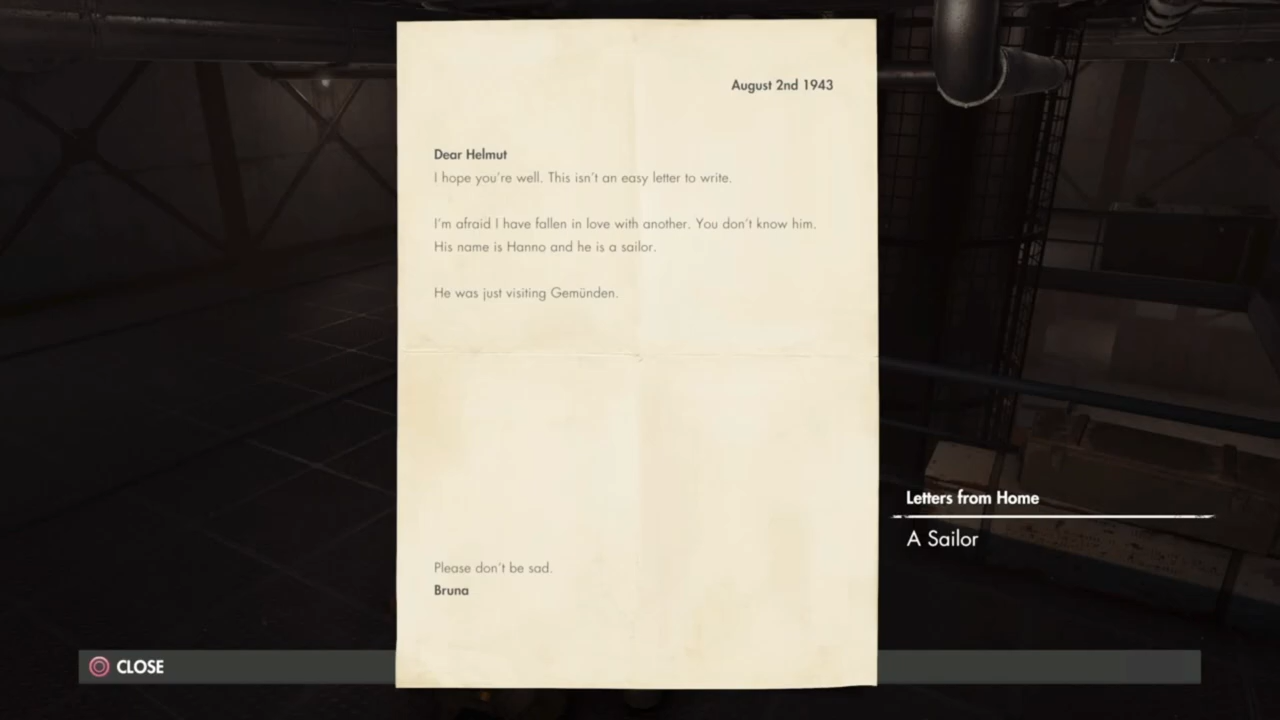 August 2nd 1943
Dear Helmut
I hope you're well. This isn't an easy letter to write.
I'm afraid I have fallen in love with another. You don't know him.
His name is Hanno and he is a sailor.
He was just visiting Gemünden.
Please don't be sad.
Bruna
Letters from Home
A Sailor
CLOSE